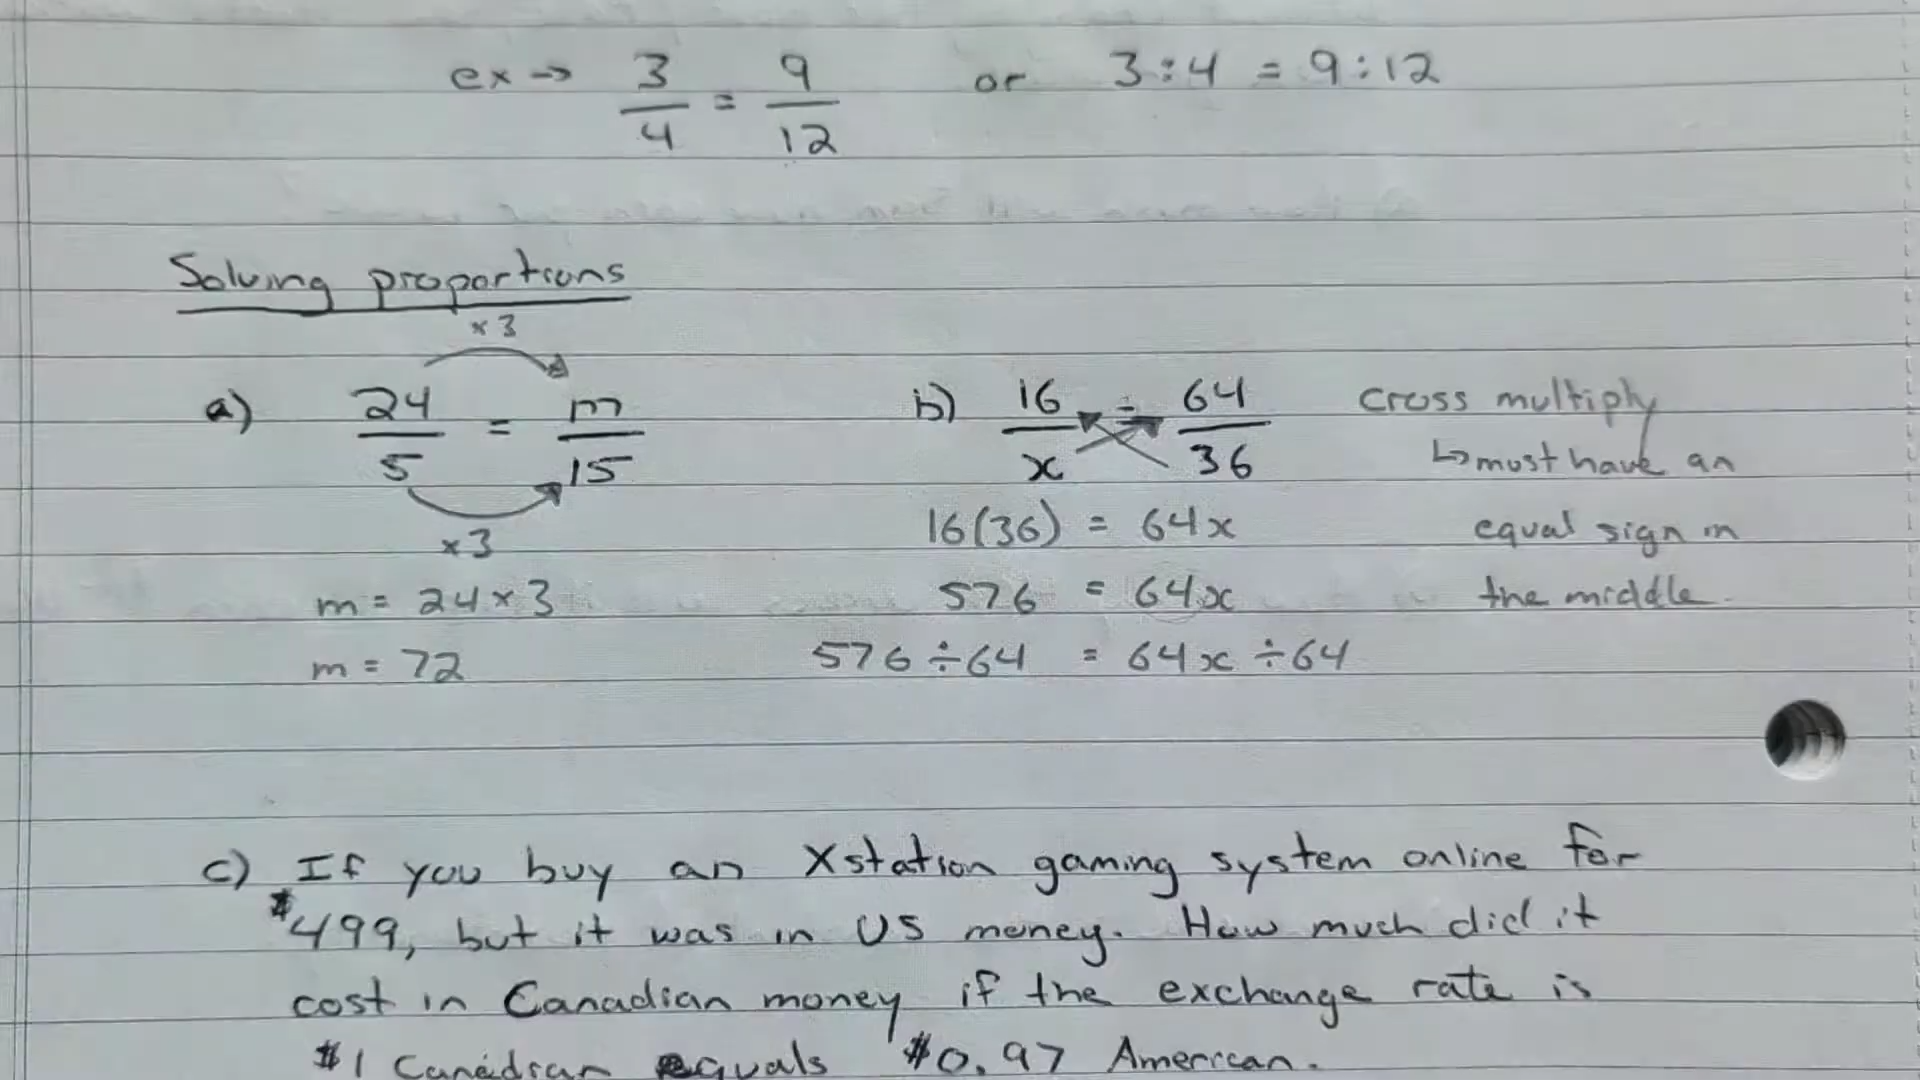 ex → 3/4 = 9/12 or 3:4 = 9:12
Solving proportions
×3
a) 24/5 = m/15
×3
m = 24 × 3
m = 72
b) 16/x = 64/36
16(36) = 64x
576 = 64x
576 ÷ 64 = 64x ÷ 64
cross multiply
↳ must have an
equal sign in
the middle.
c) If you buy an Xstation gaming system online for
$499, but it was in US money. How much did it
cost in Canadian money if the exchange rate is
$1 Canadian equals $0.97 American.